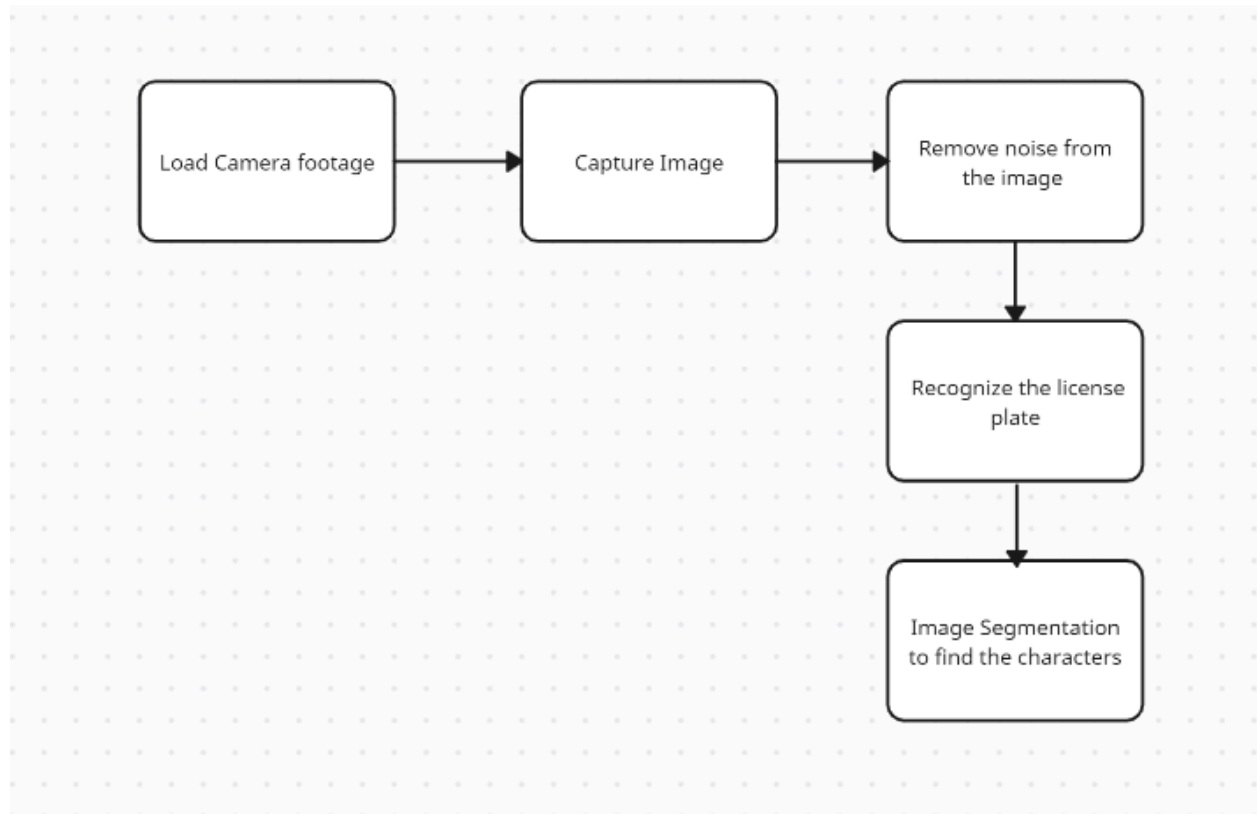 Load Camera footage
Capture Image
Remove noise from
the image
Recognize the license
plate
Image Segmentation
to find the characters